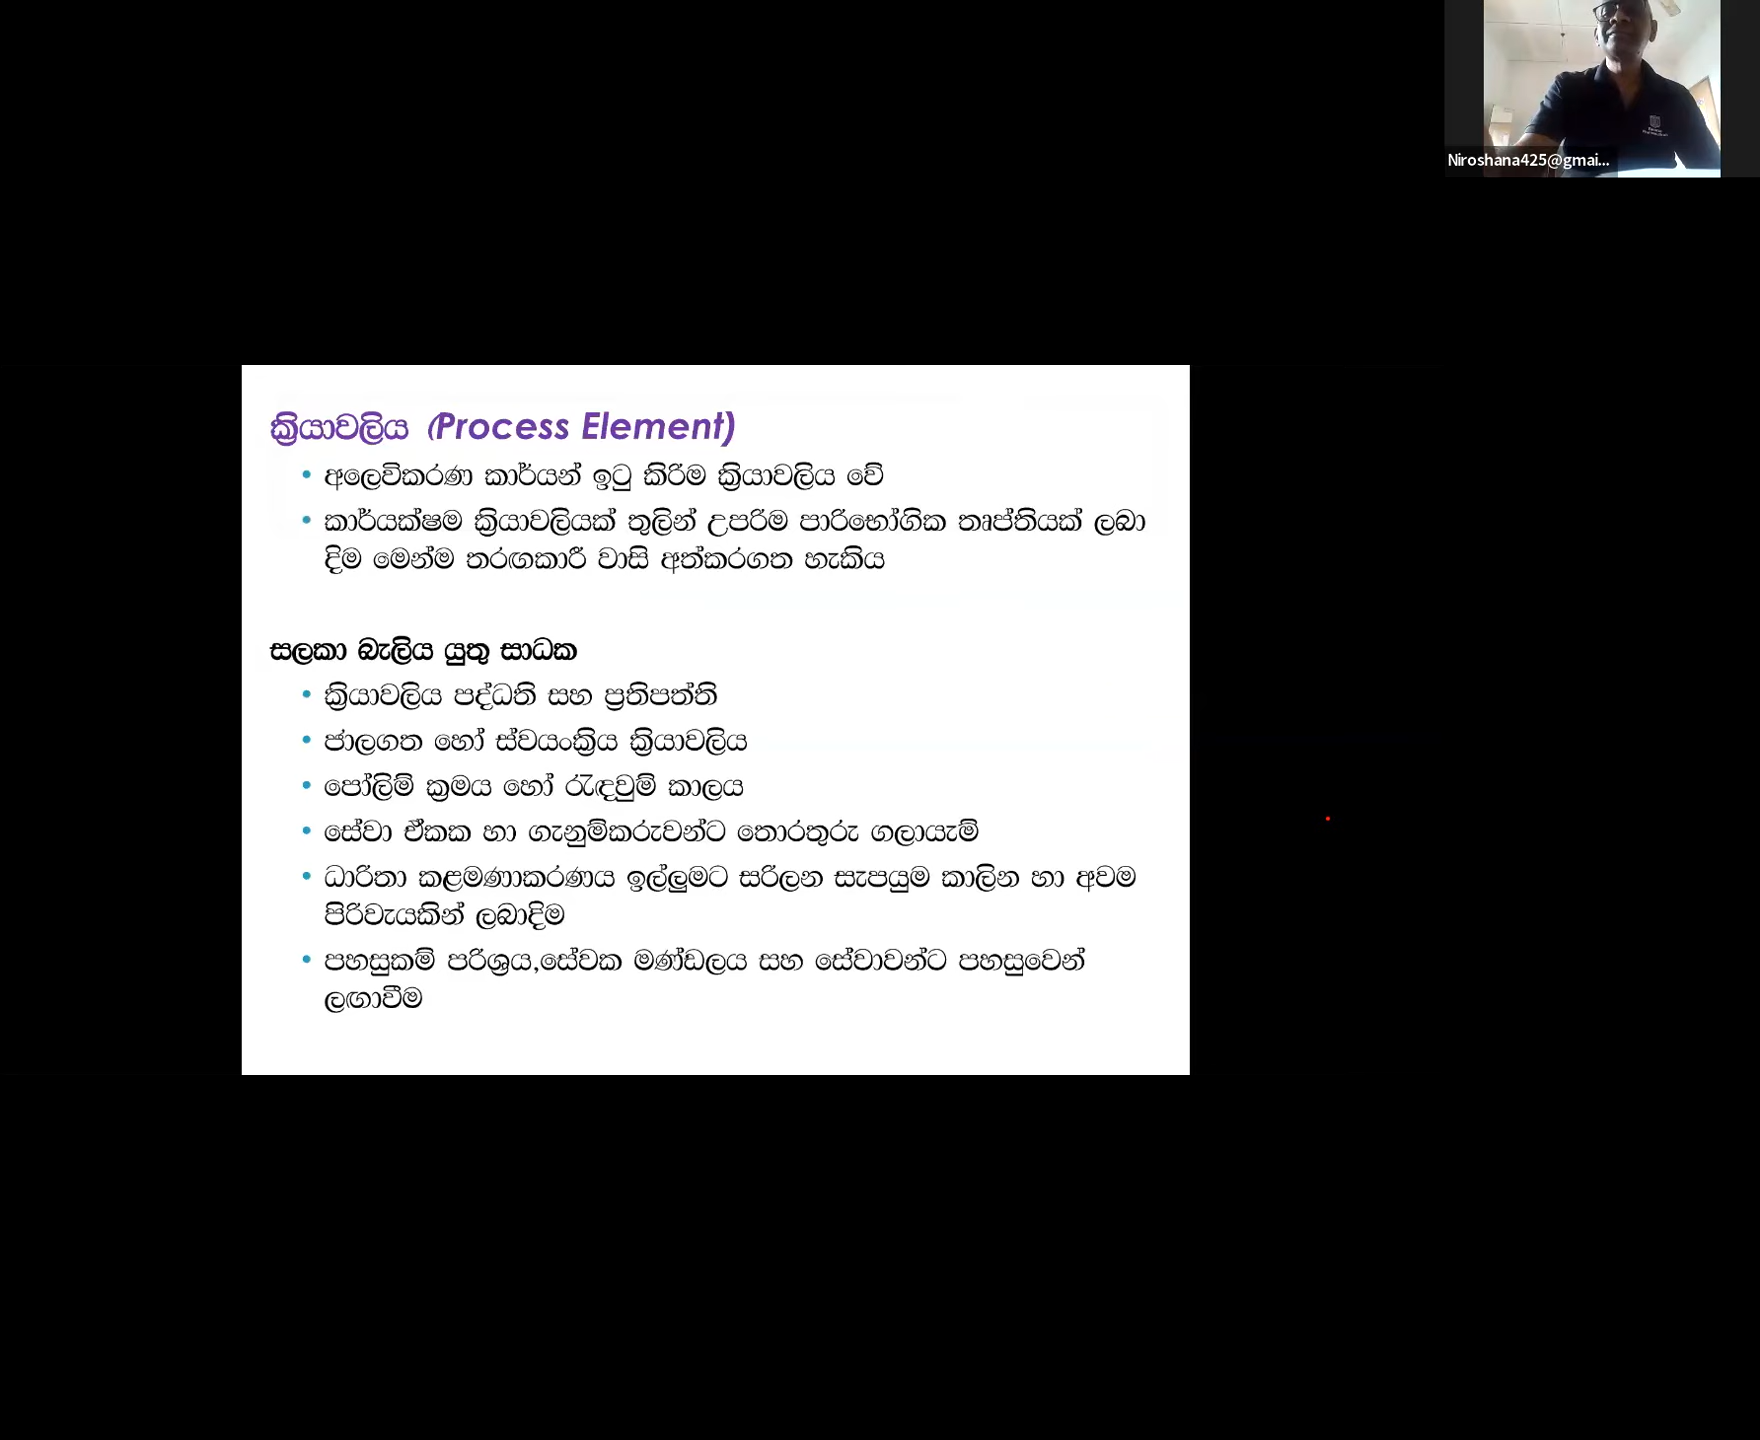 Niroshana425@gmai...
ක්‍රියාවලිය (Process Element)
• අලෙවිකරණ කාර්යන් ඉටු කිරිම ක්‍රියාවලිය වේ
• කාර්යක්ෂම ක්‍රියාවලියක් තුලින් උපරිම පාරිභෝගික තෘප්තියක් ලබා
දිම මෙන්ම තරඟකාරී වාසි අත්කරගත හැකිය
සලකා බැලිය යුතු සාධක
• ක්‍රියාවලිය පද්ධති සහ ප්‍රතිපත්ති
• ජාලගත හෝ ස්වයංක්‍රිය ක්‍රියාවලිය
• පෝලිම් ක්‍රමය හෝ රැඳවුම් කාලය
• සේවා ඒකක හා ගැනුම්කරුවන්ට තොරතුරු ගලායැම්
• ධාරිතා කළමණාකරණය ඉල්ලුමට සරිලන සැපයුම කාලින හා අවම
පිරිවැයකින් ලබාදිම
• පහසුකම් පරිශ්‍රය,සේවක මණ්ඩලය සහ සේවාවන්ට පහසුවෙන්
ලඟාවීම